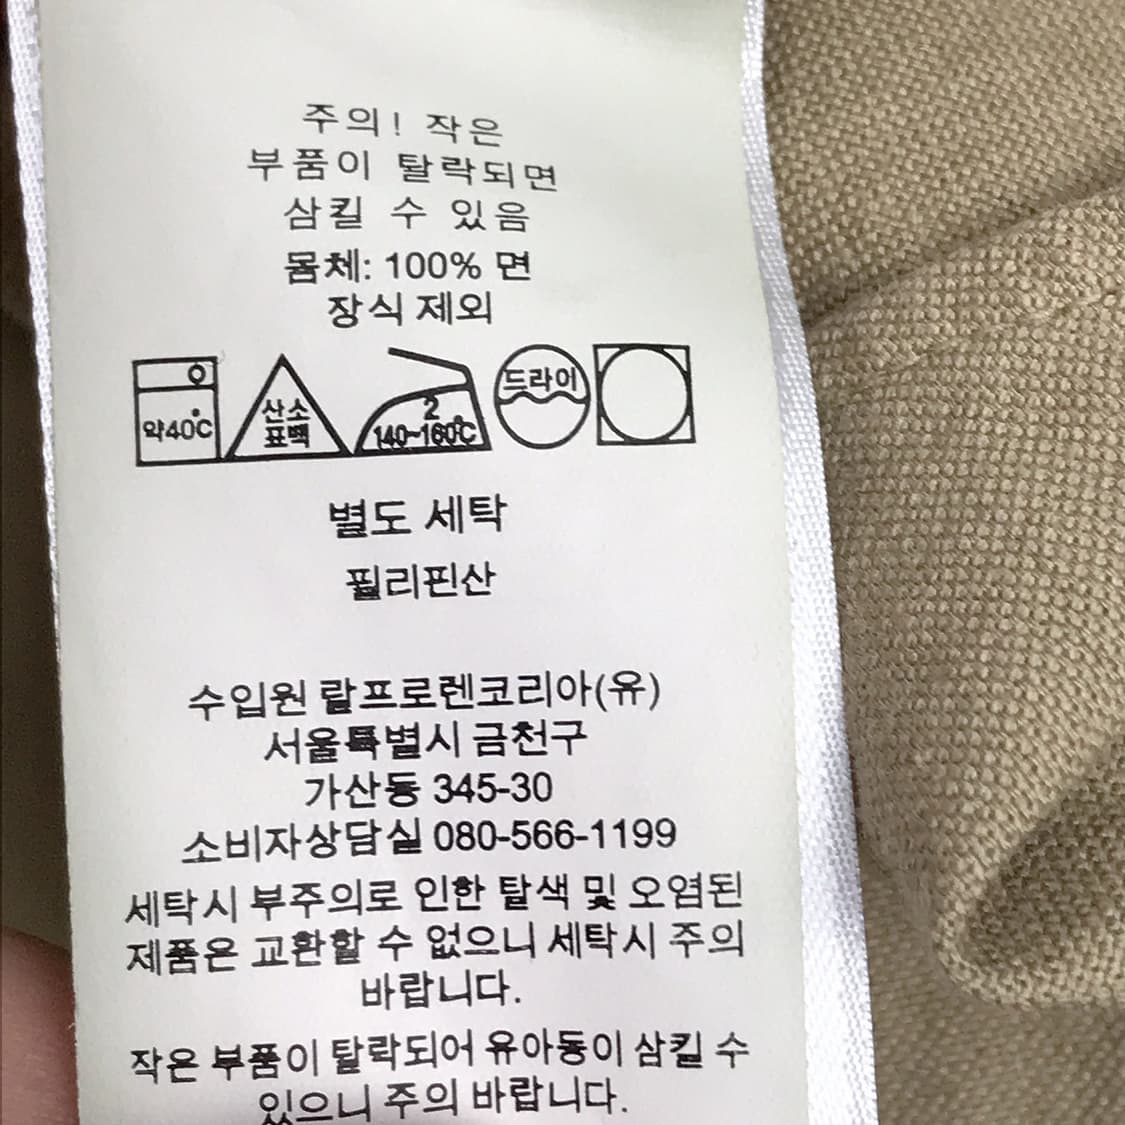 주의! 작은
부품이 탈락되면
삼킬 수 있음
몸체: 100% 면
장식 제외
약40℃
산소
표백
2
140~160℃
드라이
별도 세탁
필리핀산
수입원 랄프로렌코리아(유)
서울특별시 금천구
가산동 345-30
소비자상담실 080-566-1199
세탁시 부주의로 인한 탈색 및 오염된
제품은 교환할 수 없으니 세탁시 주의
바랍니다.
작은 부품이 탈락되어 유아동이 삼킬 수
있으니 주의 바랍니다.